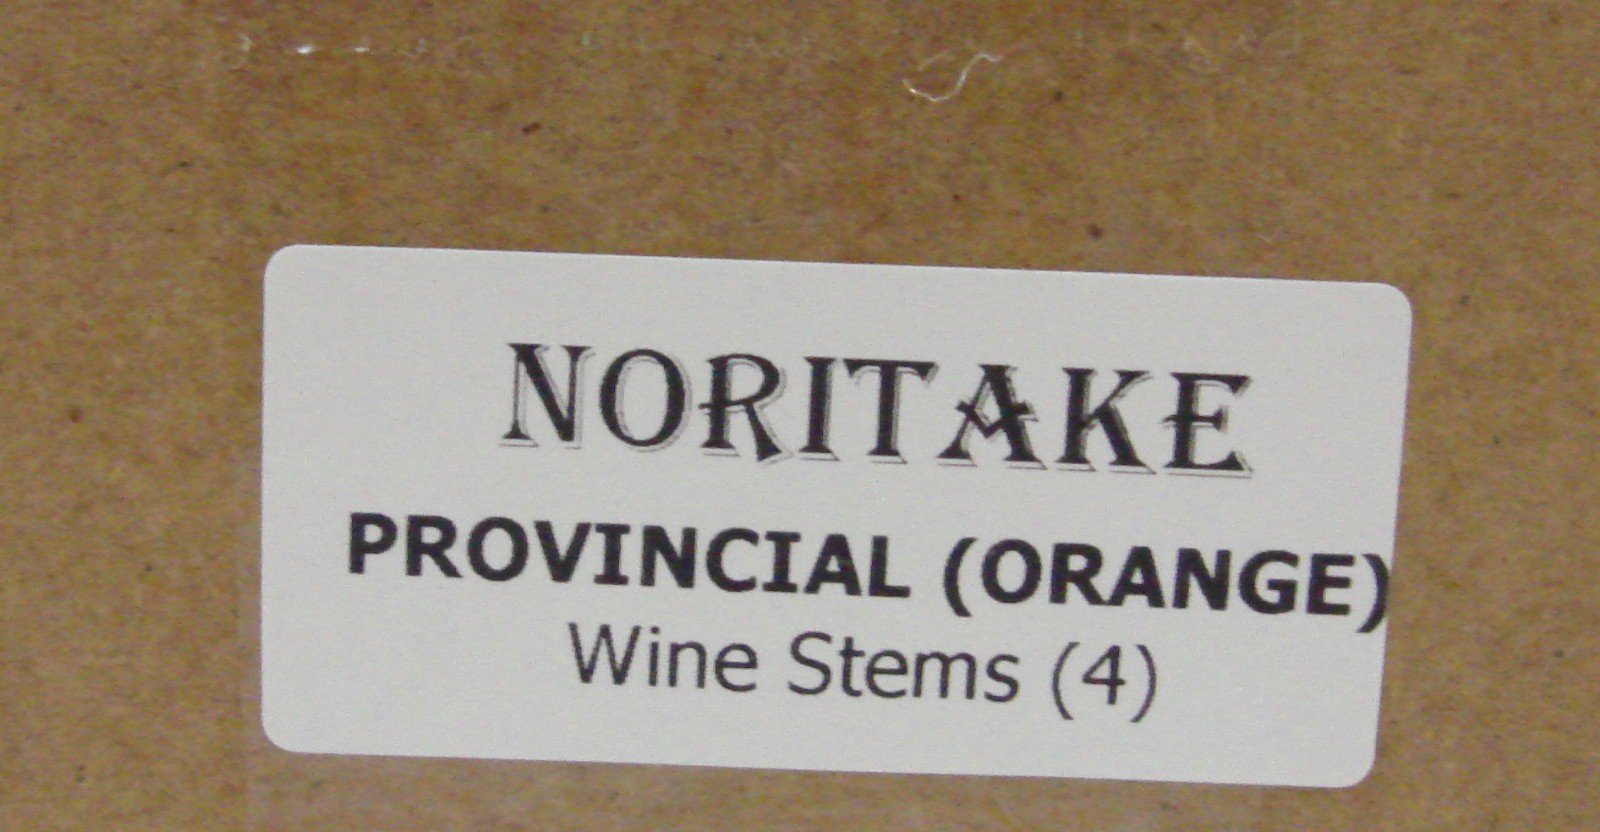 NORITAKE
PROVINCIAL (ORANGE)
Wine Stems (4)